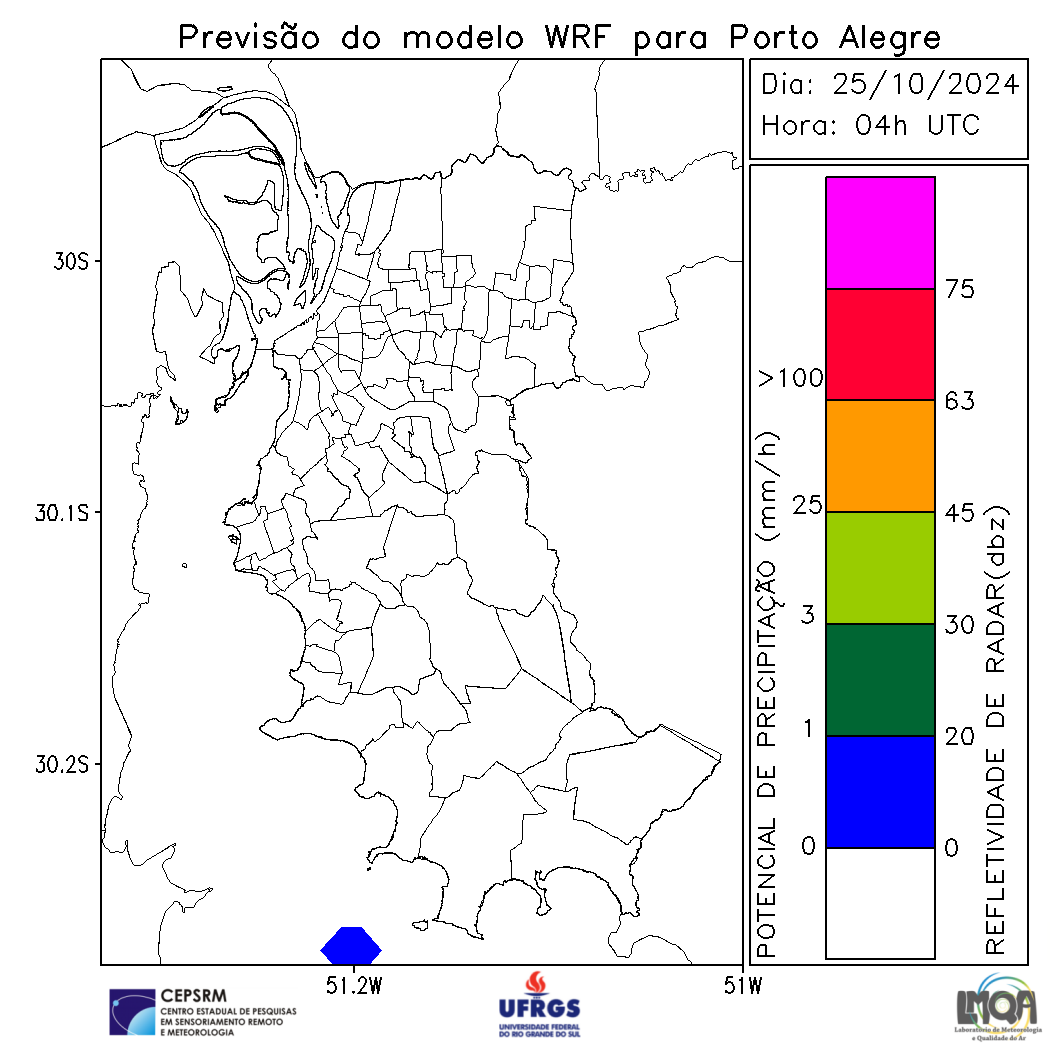 Previsão do modelo WRF para Porto Alegre
Dia: 25/10/2024
Hora: 04h UTC
30S
30.1S
30.2S
51.2W
51W
POTENCIAL DE PRECIPITAÇÃO (mm/h)
>100
25
3
1
0
75
63
45
30
20
0
REFLETIVIDADE DE RADAR(dbz)
CEPSRM
CENTRO ESTADUAL DE PESQUISAS
EM SENSORIAMENTO REMOTO
E METEOROLOGIA
UFRGS
UNIVERSIDADE FEDERAL
DO RIO GRANDE DO SUL
LMQA
Laboratório de Meteorologia
e Qualidade do Ar